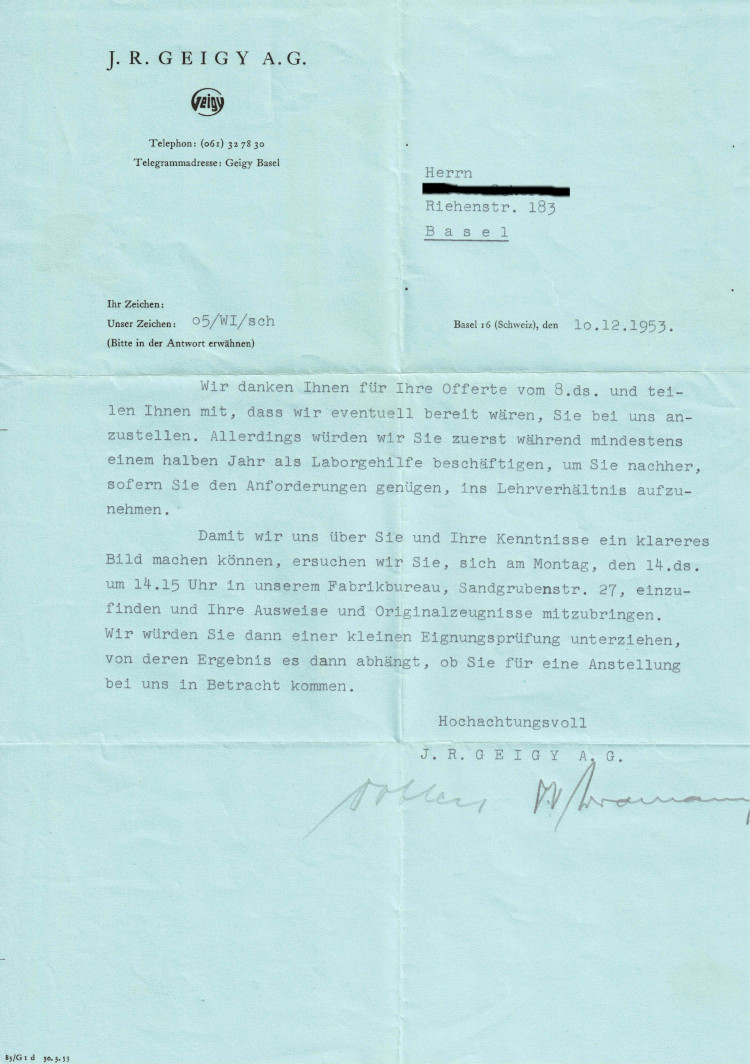 J. R. GEIGY A.G.
Geigy
Telephon: (061) 32 78 30
Telegrammadresse: Geigy Basel
Herrn
Riehenstr. 183
Basel
Ihr Zeichen:
Unser Zeichen: o5/WI/sch
(Bitte in der Antwort erwähnen)
Basel 16 (Schweiz), den 1o.12.1953.
Wir danken Ihnen für Ihre Offerte vom 8.ds. und tei-
len Ihnen mit, dass wir eventuell bereit wären, Sie bei uns an-
zustellen. Allerdings würden wir Sie zuerst während mindestens
einem halben Jahr als Laborgehilfe beschäftigen, um Sie nachher,
sofern Sie den Anforderungen genügen, ins Lehrverhältnis aufzu-
nehmen.
Damit wir uns über Sie und Ihre Kenntnisse ein klareres
Bild machen können, ersuchen wir Sie, sich am Montag, den 14.ds.
um 14.15 Uhr in unserem Fabrikbureau, Sandgrubenstr. 27, einzu-
finden und Ihre Ausweise und Originalzeugnisse mitzubringen.
Wir würden Sie dann einer kleinen Eignungsprüfung unterziehen,
von deren Ergebnis es dann abhängt, ob Sie für eine Anstellung
bei uns in Betracht kommen.
Hochachtungsvoll
J. R. GEIGY A. G.
83/G 1 d 30.3.53